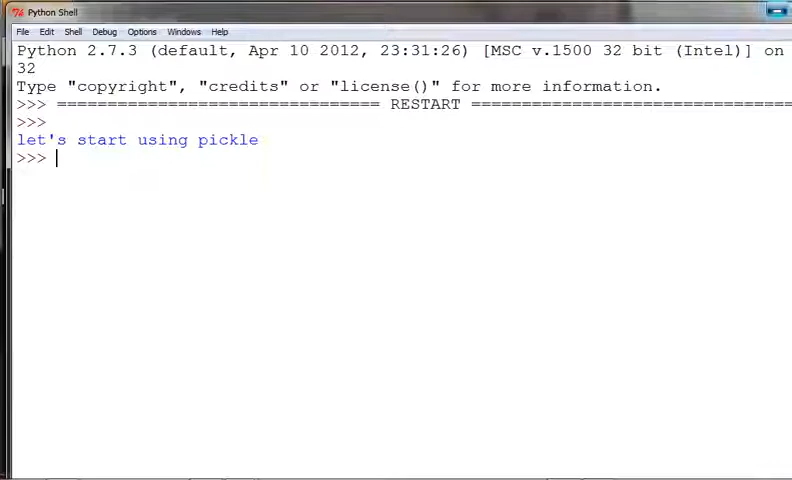 Python Shell
File Edit Shell Debug Options Windows Help
Python 2.7.3 (default, Apr 10 2012, 23:31:26) [MSC v.1500 32 bit (Intel)] on
32
Type "copyright", "credits" or "license()" for more information.
>>> ================================ RESTART ================================
>>>
let's start using pickle
>>>